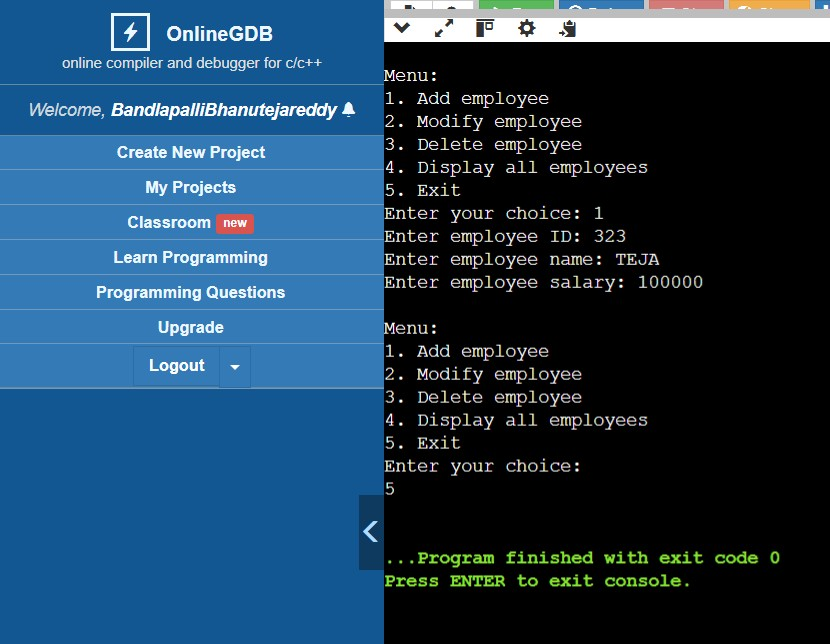 OnlineGDB
online compiler and debugger for c/c++
Welcome, BandlapalliBhanutejareddy
Create New Project
My Projects
Classroom new
Learn Programming
Programming Questions
Upgrade
Logout
Menu:
1. Add employee
2. Modify employee
3. Delete employee
4. Display all employees
5. Exit
Enter your choice: 1
Enter employee ID: 323
Enter employee name: TEJA
Enter employee salary: 100000
Menu:
1. Add employee
2. Modify employee
3. Delete employee
4. Display all employees
5. Exit
Enter your choice:
5
...Program finished with exit code 0
Press ENTER to exit console.